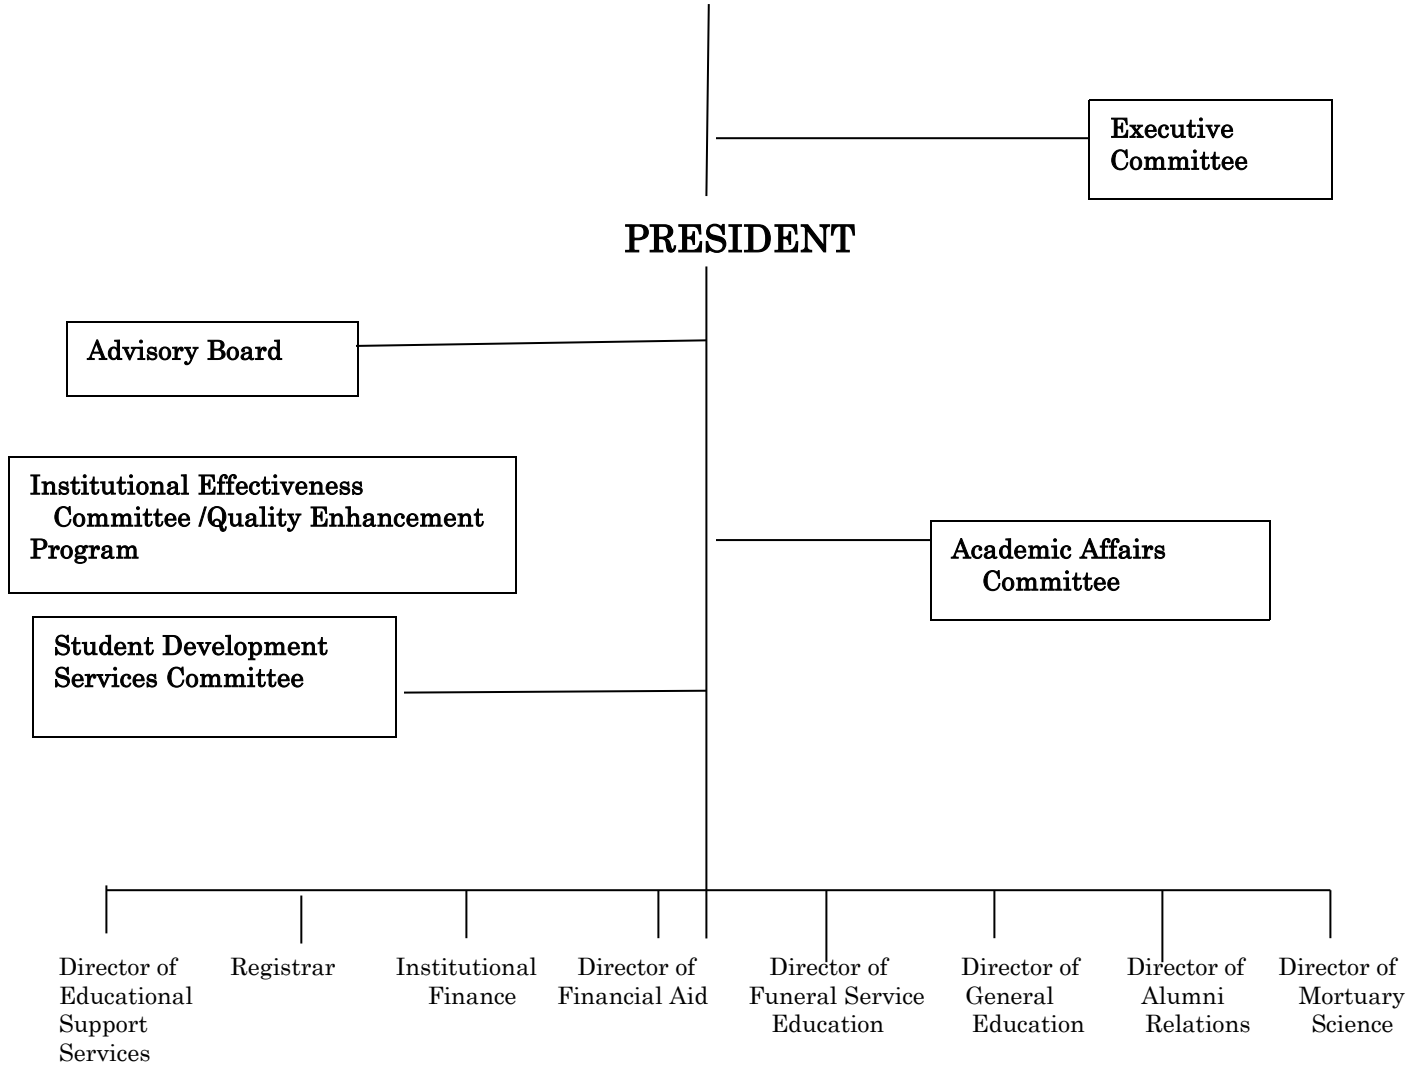 Executive
Committee
PRESIDENT
Advisory Board
Institutional Effectiveness
Committee /Quality Enhancement
Program
Academic Affairs
Committee
Student Development
Services Committee
Director of
Educational
Support
Services
Registrar
Institutional
Finance
Director of
Financial Aid
Director of
Funeral Service
Education
Director of
General
Education
Director of
Alumni
Relations
Director of
Mortuary
Science